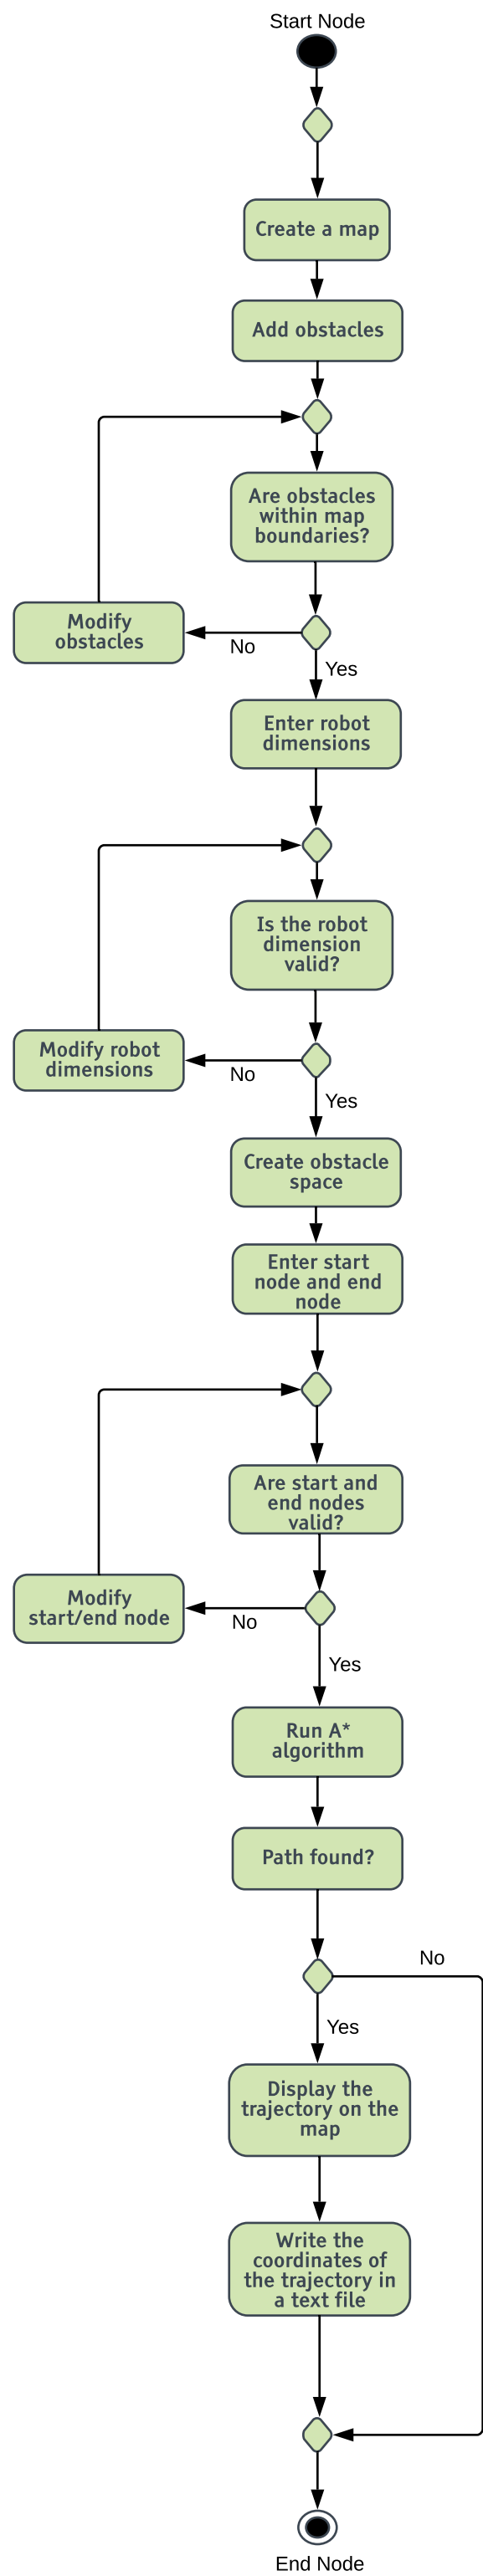 Start Node
Create a map
Add obstacles
Are obstacles
within map
boundaries?
Modify
obstacles
No
Yes
Enter robot
dimensions
Is the robot
dimension
valid?
Modify robot
dimensions
No
Yes
Create obstacle
space
Enter start
node and end
node
Are start and
end nodes
valid?
Modify
start/end node
No
Yes
Run A*
algorithm
Path found?
No
Yes
Display the
trajectory on the
map
Write the
coordinates of
the trajectory in
a text file
End Node